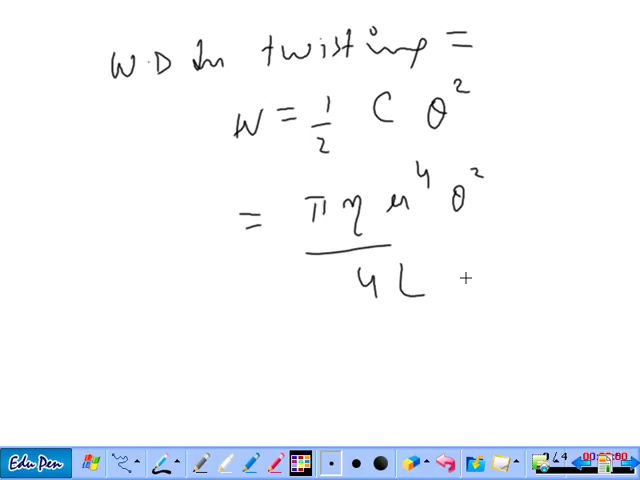 W.D In twisting =
W = 1/2 C θ²
= π η r⁴ θ² / 4 L
Edu Pen